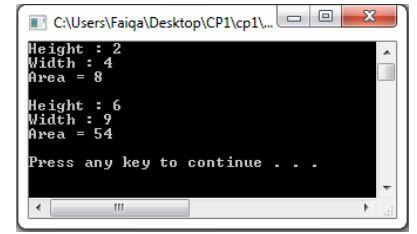 C:\Users\Faiqa\Desktop\CP1\cp1\...
Height : 2
Width : 4
Area = 8
Height : 6
Width : 9
Area = 54
Press any key to continue . . .